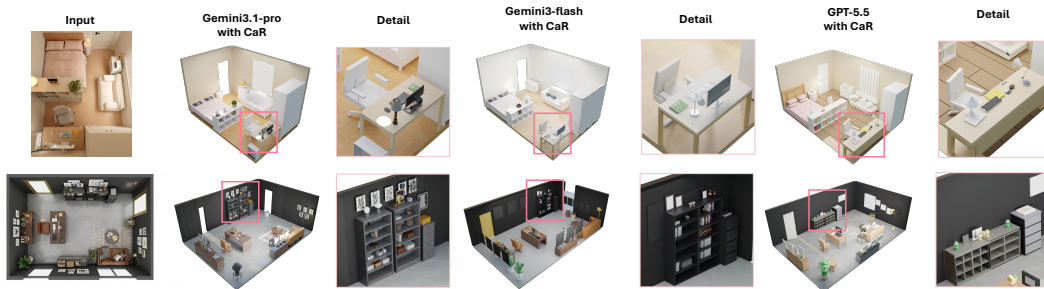 Input
Gemini3.1-pro
with CaR
Detail
Gemini3-flash
with CaR
Detail
GPT-5.5
with CaR
Detail